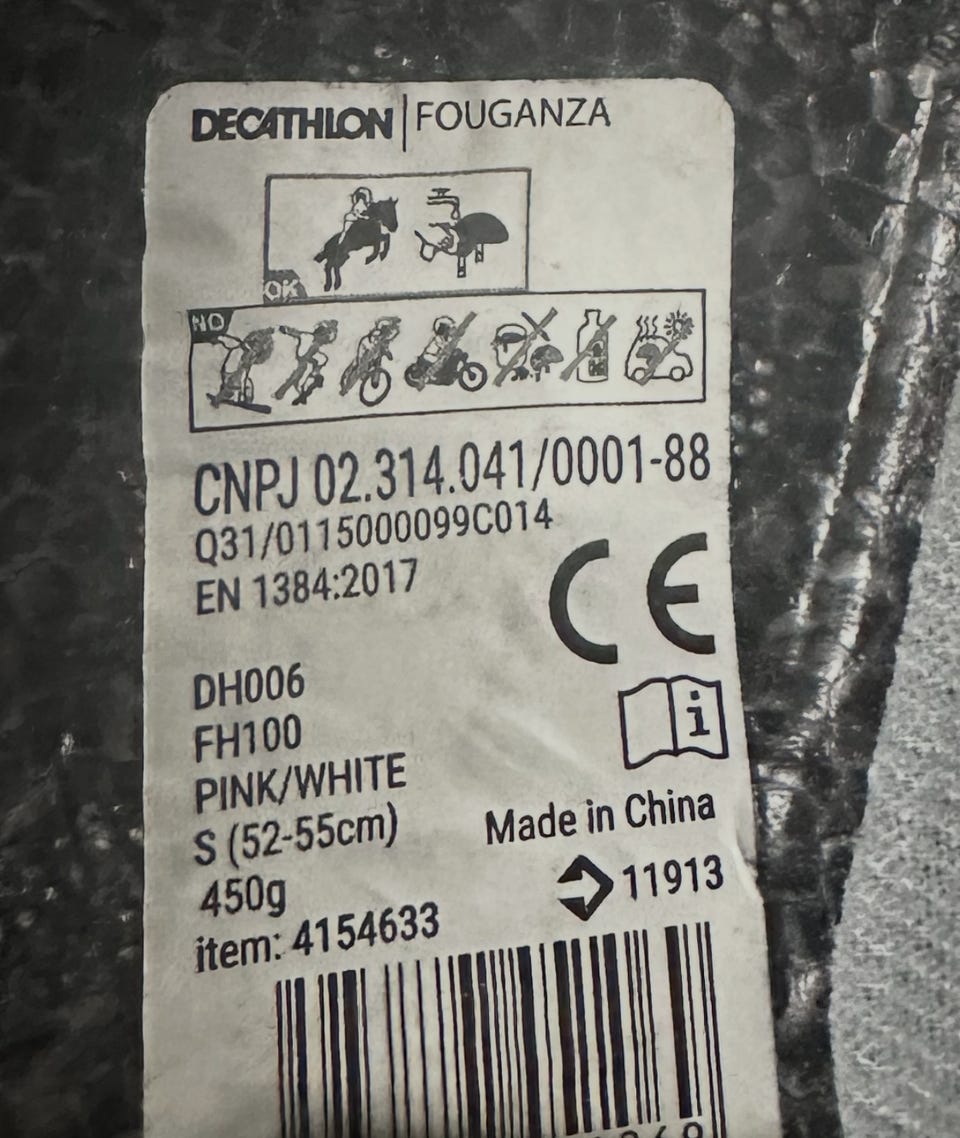 DECATHLON | FOUGANZA
OK
NO
CNPJ 02.314.041/0001-88
Q31/0115000099C014
EN 1384:2017
CE
DH006
FH100
i
PINK/WHITE
S (52-55cm)
Made in China
450g
11913
item: 4154633